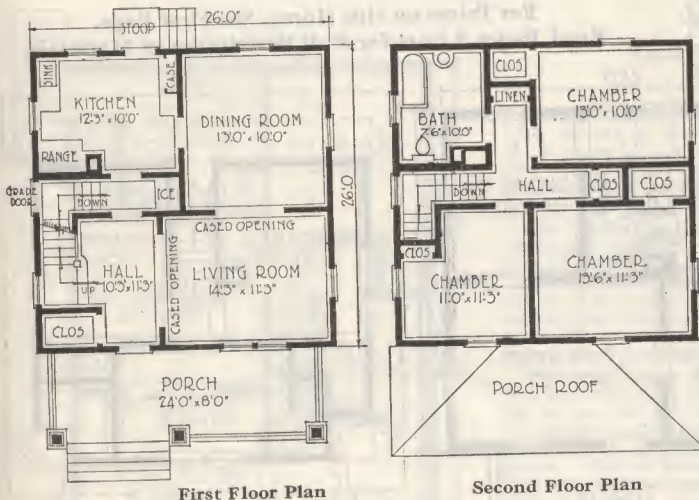 26'0"
STOOP
SINK
CASE
KITCHEN
12'3" x 10'0"
DINING ROOM
13'0" x 10'0"
RANGE
GRADE
DOOR
DOWN
ICE
26'0
CASED OPENING
HALL
10'3" x 11'3"
UP
CASED OPENING
LIVING ROOM
14'3" x 11'3"
CLOS
PORCH
24'0" x 8'0"
First Floor Plan
CLOS
LINEN
BATH
7'6" x 10'0"
CHAMBER
13'0" x 10'0"
HALL
DOWN
CLOS
CLOS
CLOS
CHAMBER
11'0" x 11'3"
CHAMBER
13'6" x 11'3"
PORCH ROOF
Second Floor Plan